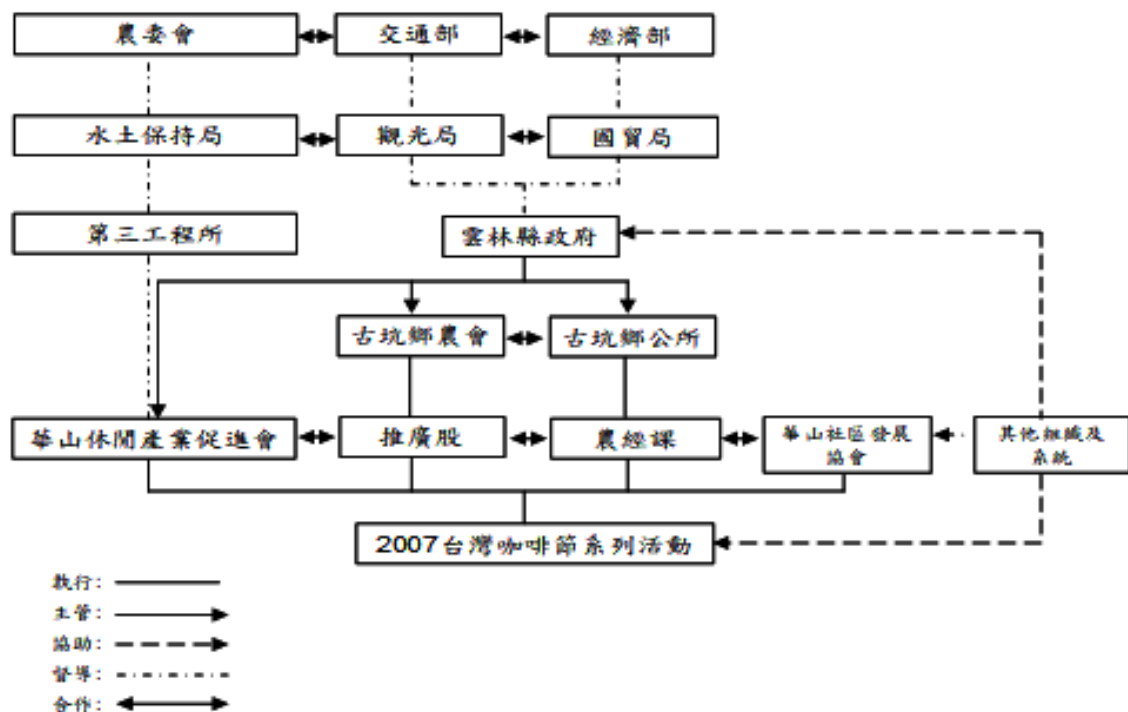 農委會
交通部
經濟部
水土保持局
觀光局
國貿局
第三工程所
雲林縣政府
古坑鄉農會
古坑鄉公所
華山休閒產業促進會
推廣股
農經課
華山社區發展
協會
其他組織及
系統
2007台灣咖啡節系列活動
執行:
主管:
協助:
督導:
合作: